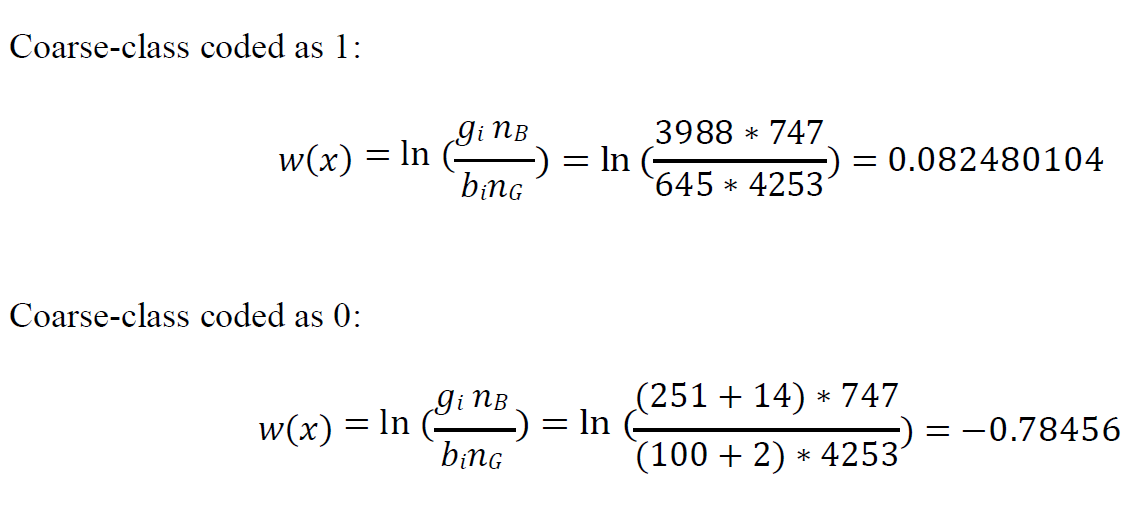 Coarse-class coded as 1:
w(x) = ln (g_i n_B / b_i n_G) = ln (3988 * 747 / 645 * 4253) = 0.082480104
Coarse-class coded as 0:
w(x) = ln (g_i n_B / b_i n_G) = ln ((251 + 14) * 747 / (100 + 2) * 4253) = −0.78456